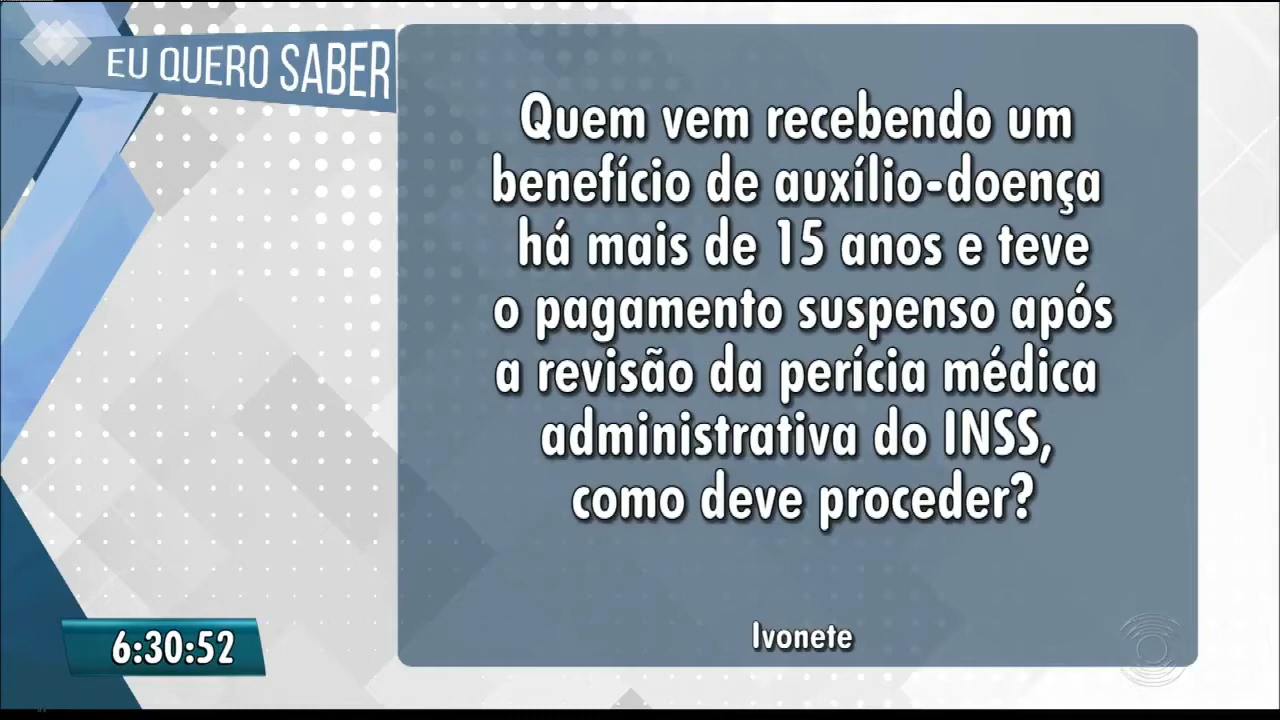 EU QUERO SABER
Quem vem recebendo um
benefício de auxílio-doença
há mais de 15 anos e teve
o pagamento suspenso após
a revisão da perícia médica
administrativa do INSS,
como deve proceder?
Ivonete
6:30:52